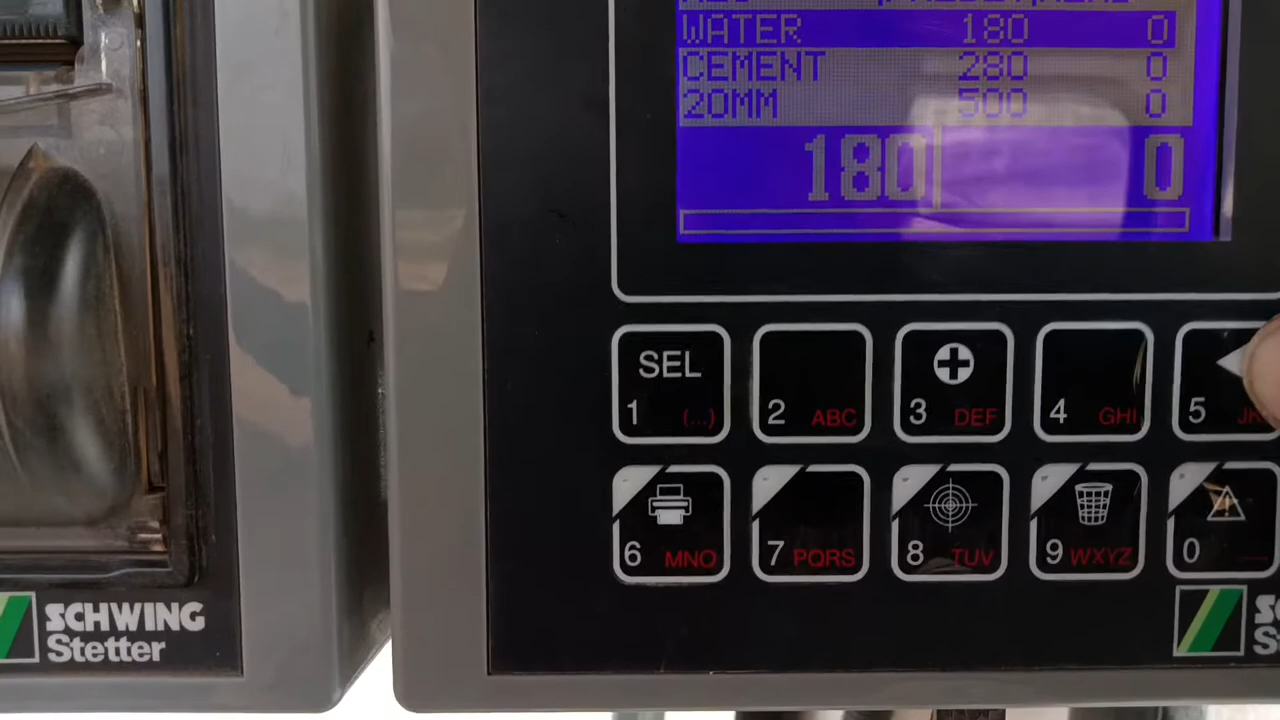 WATER 180 0
CEMENT 280 0
20MM 500 0
180 0
SEL
1 (...)
2 ABC
3 DEF
4 GHI
5
6 MNO
7 PQRS
8 TUV
9 WXYZ
0
SCHWING
Stetter